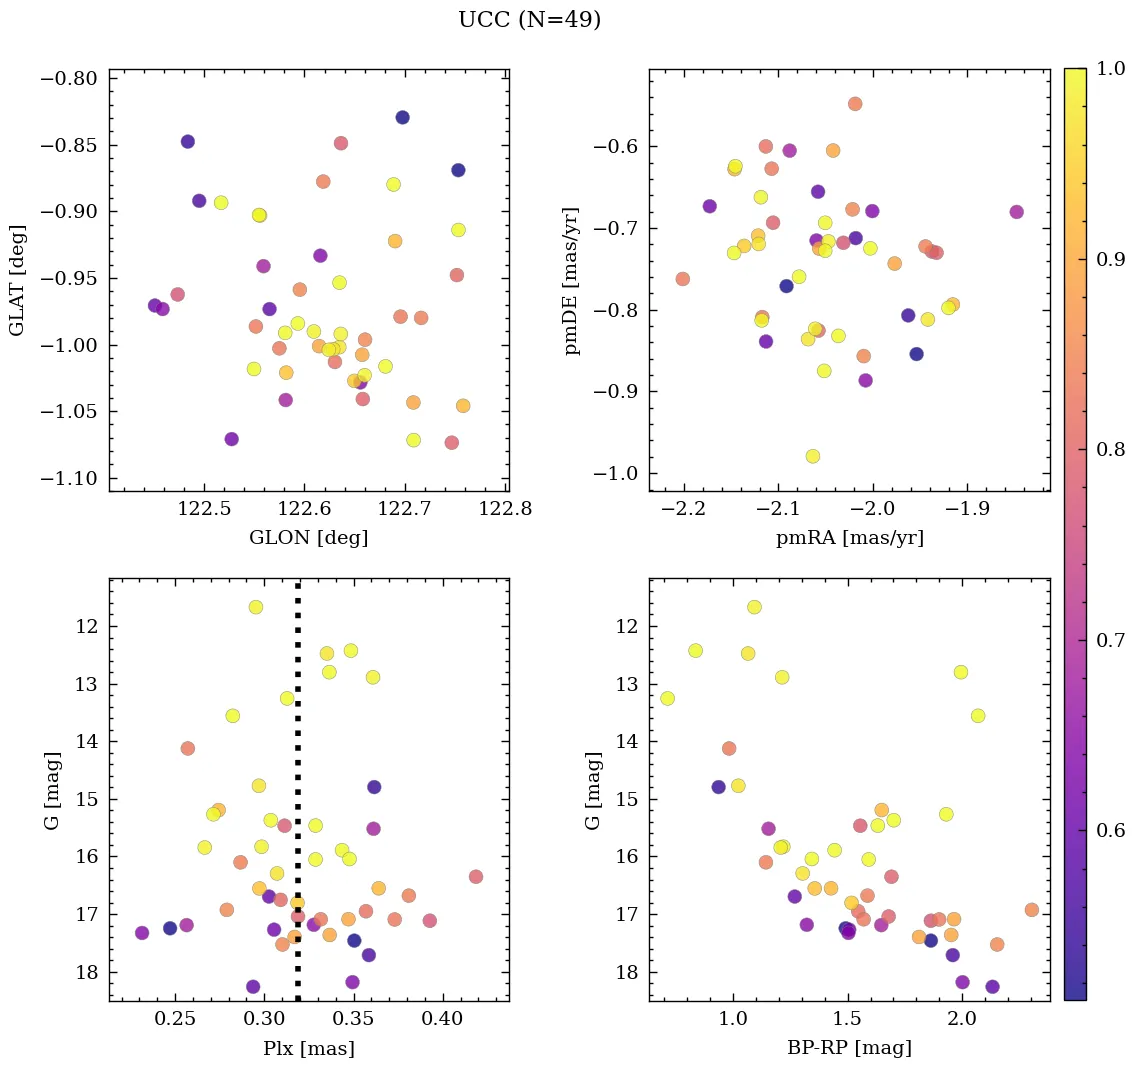 UCC (N=49)
−0.80
−0.85
−0.90
−0.95
−1.00
−1.05
−1.10
GLAT [deg]
122.5 122.6 122.7 122.8
GLON [deg]
−0.6
−0.7
−0.8
−0.9
−1.0
pmDE [mas/yr]
−2.2 −2.1 −2.0 −1.9
pmRA [mas/yr]
1.0
0.9
0.8
0.7
0.6
12
13
14
15
16
17
18
G [mag]
0.25 0.30 0.35 0.40
Plx [mas]
12
13
14
15
16
17
18
G [mag]
1.0 1.5 2.0
BP-RP [mag]